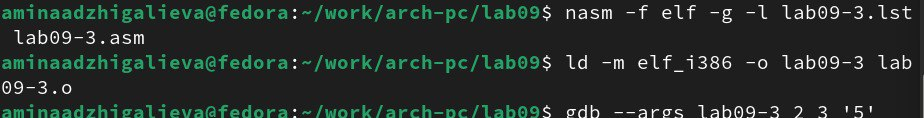 aminaadzhigalieva@fedora:~/work/arch-pc/lab09$ nasm -f elf -g -l lab09-3.lst
 lab09-3.asm
aminaadzhigalieva@fedora:~/work/arch-pc/lab09$ ld -m elf_i386 -o lab09-3 lab
09-3.o
aminaadzhigalieva@fedora:~/work/arch-pc/lab09$ gdb --args lab09-3 2 3 '5'